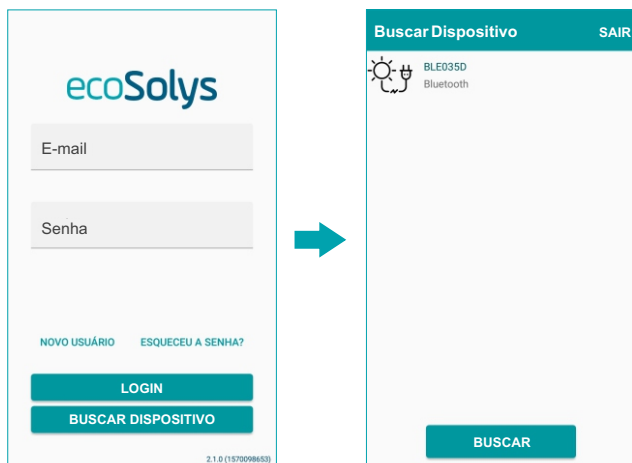 ecoSolys
E-mail
Senha
NOVO USUÁRIO ESQUECEU A SENHA?
LOGIN
BUSCAR DISPOSITIVO
2.1.0 (1570098653)
Buscar Dispositivo SAIR
BLE035D
Bluetooth
BUSCAR